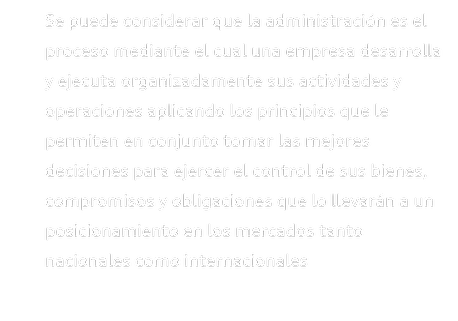 Se puede considerar que la administración es el
proceso mediante el cual una empresa desarrolla
y ejecuta organizadamente sus actividades y
operaciones aplicando los principios que le
permiten en conjunto tomar las mejores
decisiones para ejercer el control de sus bienes,
compromisos y obligaciones que lo llevarán a un
posicionamiento en los mercados tanto
nacionales como internacionales